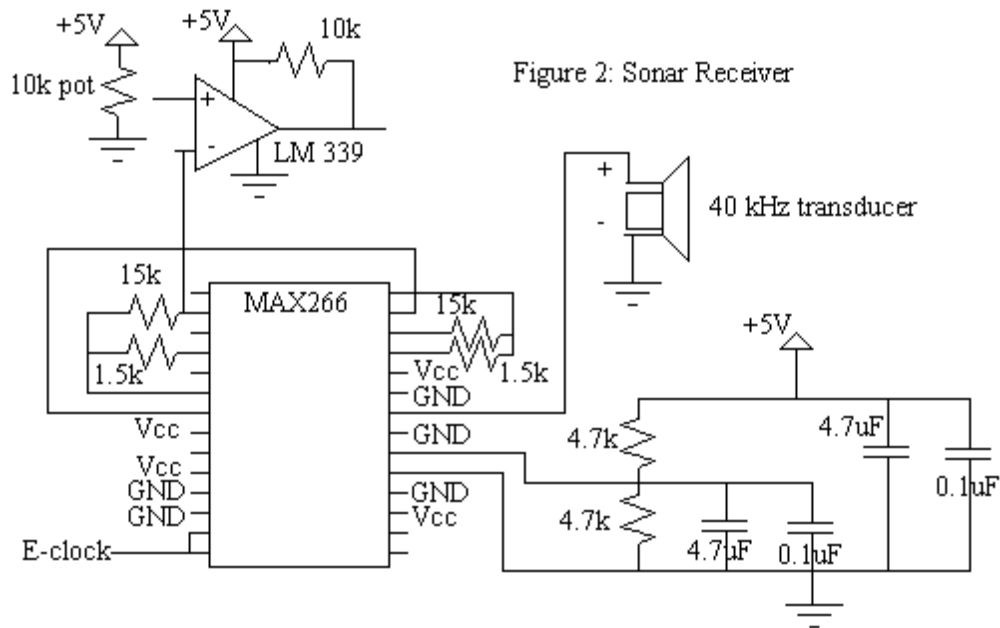 +5V
+5V
10k
10k pot
+
-
LM 339
Figure 2: Sonar Receiver
+
-
40 kHz transducer
15k
MAX266
15k
1.5k
Vcc
1.5k
GND
+5V
Vcc
GND
4.7k
4.7uF
Vcc
0.1uF
GND
GND
4.7k
GND
Vcc
4.7uF
0.1uF
E-clock